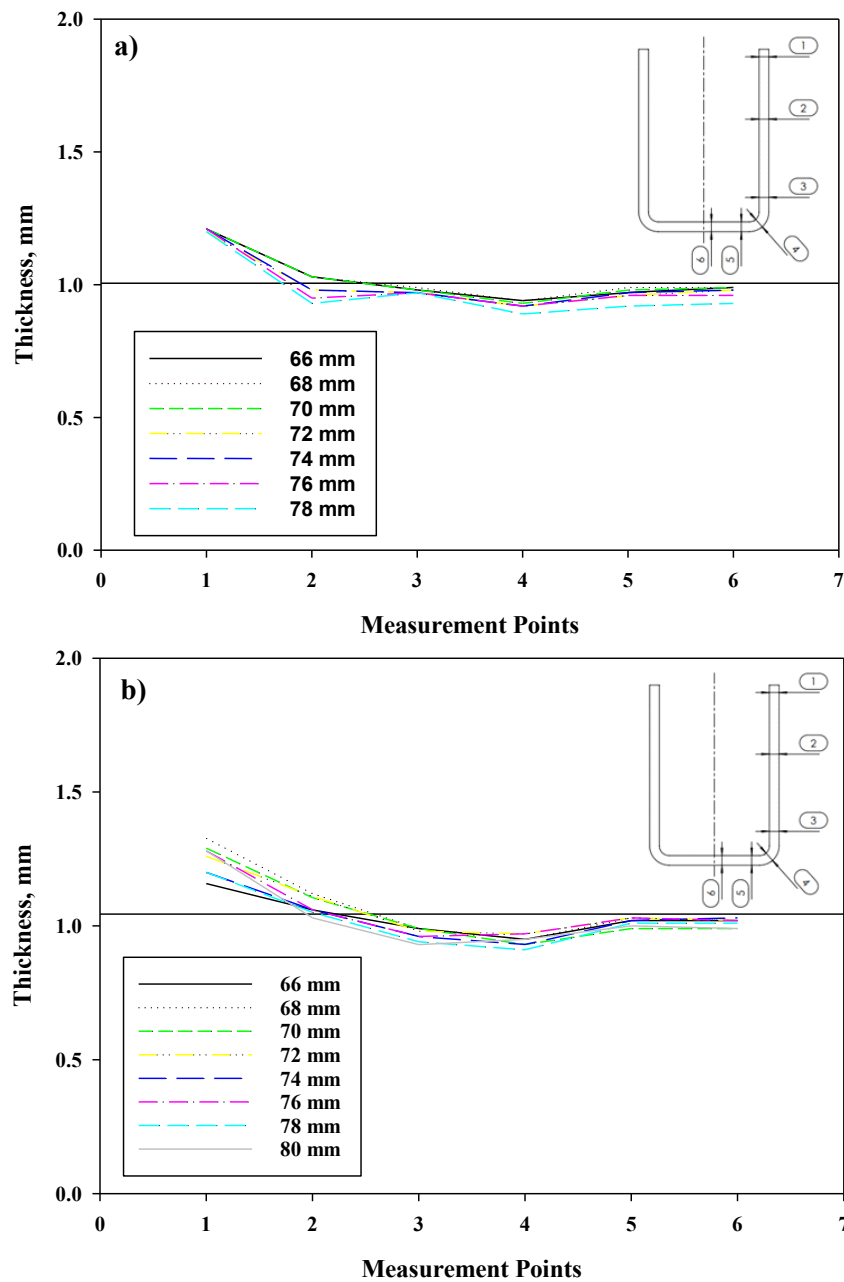 a)
2.0
1.5
1.0
0.5
0.0
Thickness, mm
1
2
3
4
5
6
66 mm
68 mm
70 mm
72 mm
74 mm
76 mm
78 mm
0 1 2 3 4 5 6 7
Measurement Points
b)
2.0
1.5
1.0
0.5
0.0
Thickness, mm
1
2
3
4
5
6
66 mm
68 mm
70 mm
72 mm
74 mm
76 mm
78 mm
80 mm
0 1 2 3 4 5 6 7
Measurement Points